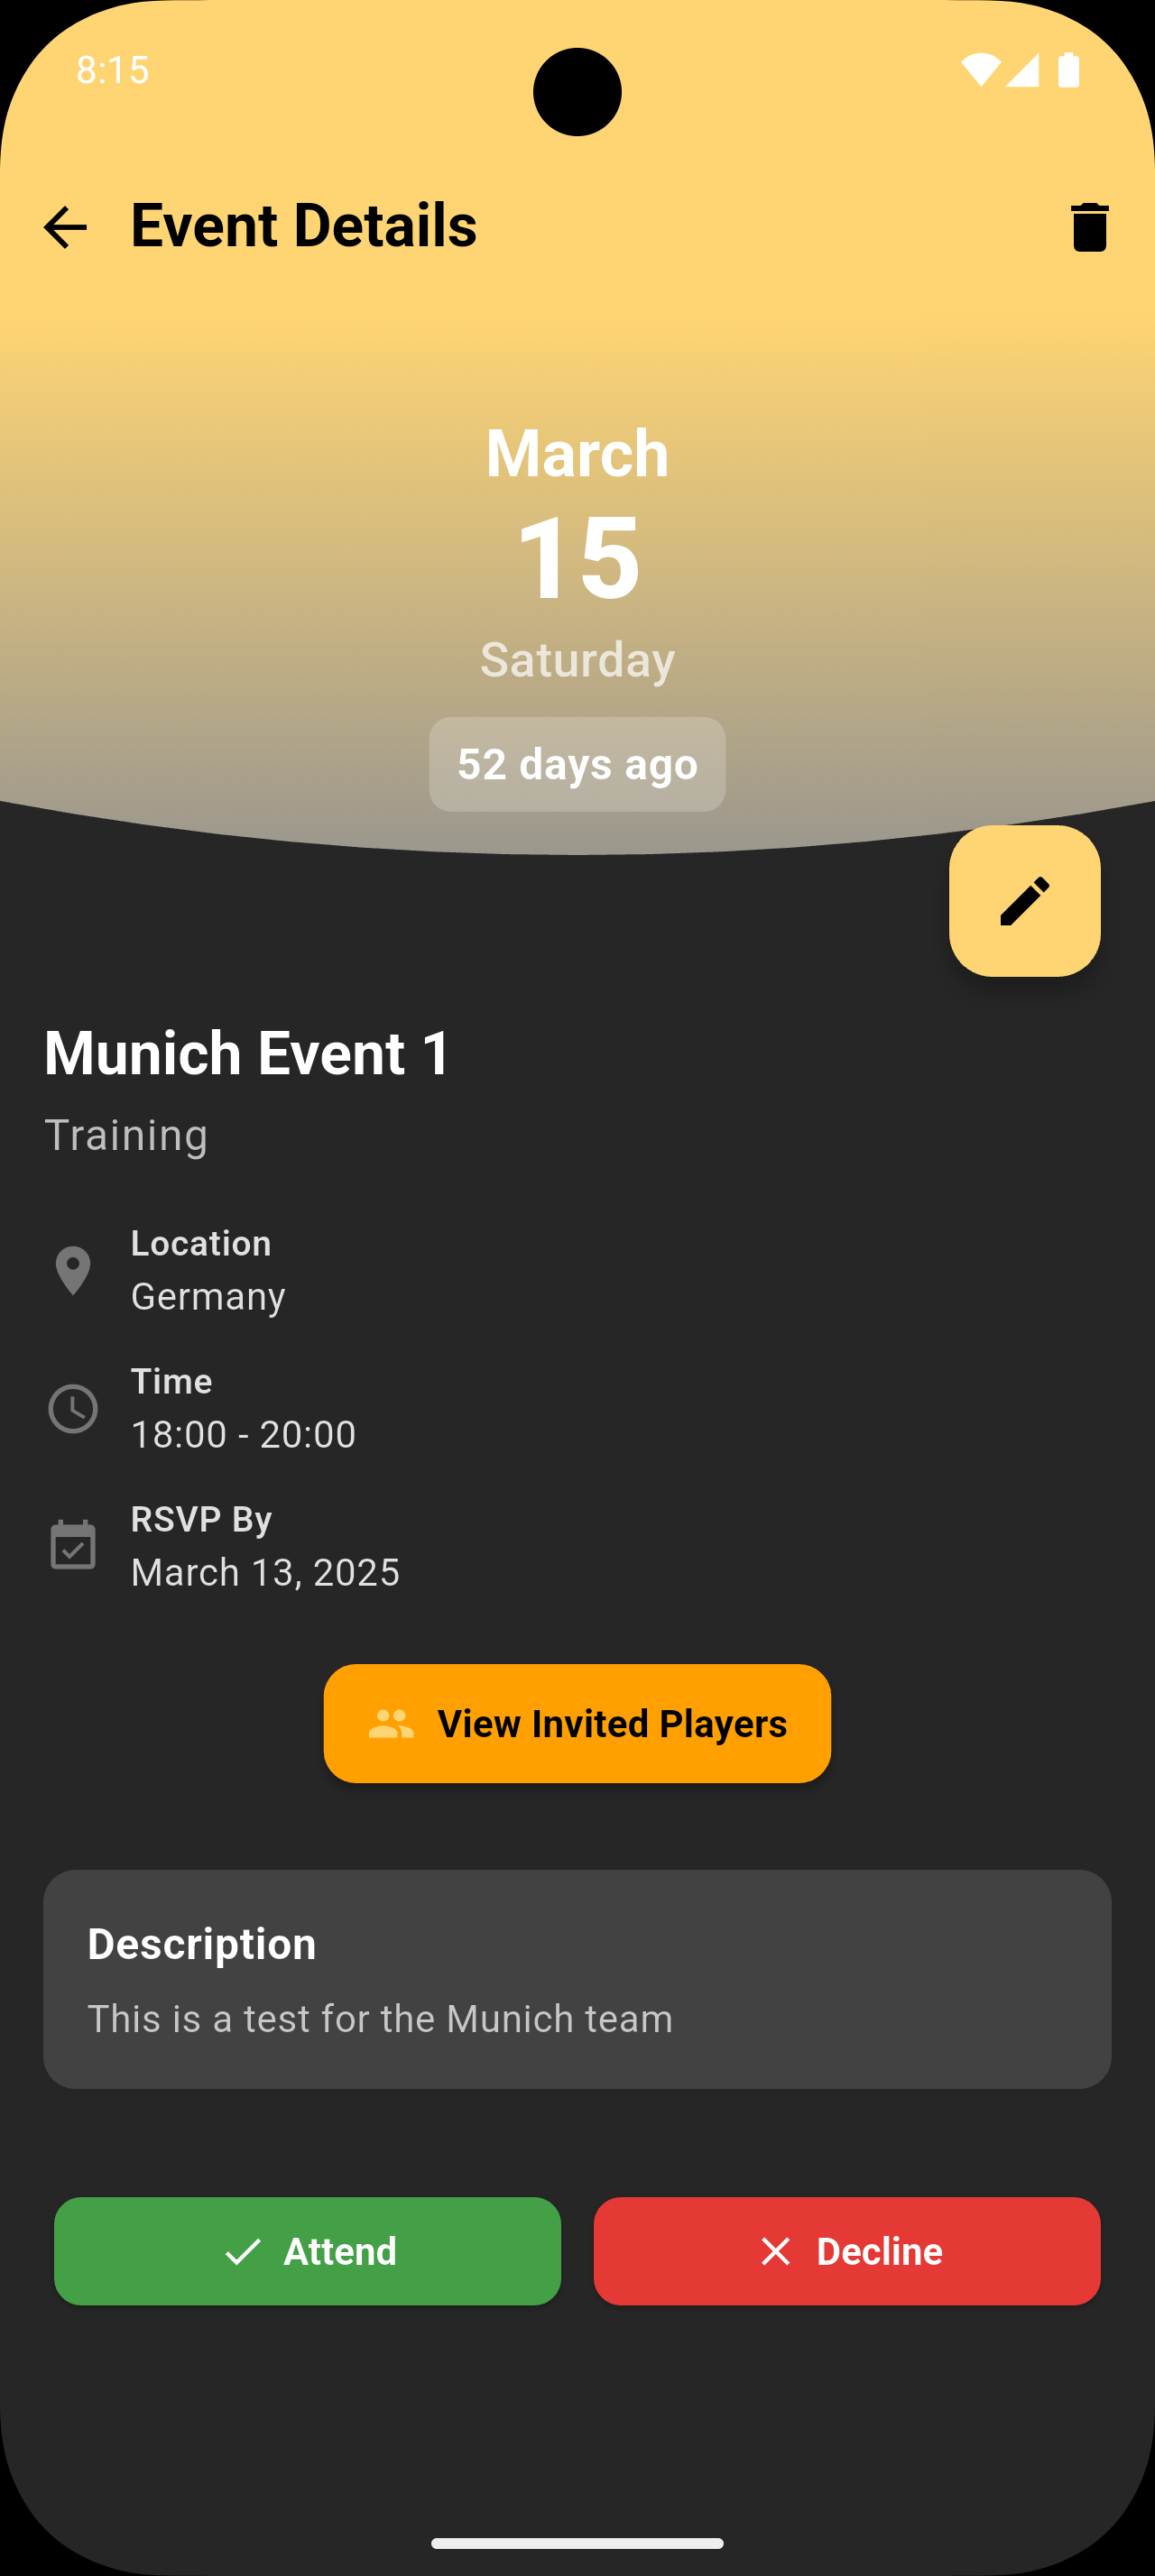 8:15
Event Details
March
15
Saturday
52 days ago
Munich Event 1
Training
Location
Germany
Time
18:00 - 20:00
RSVP By
March 13, 2025
View Invited Players
Description
This is a test for the Munich team
Attend
Decline